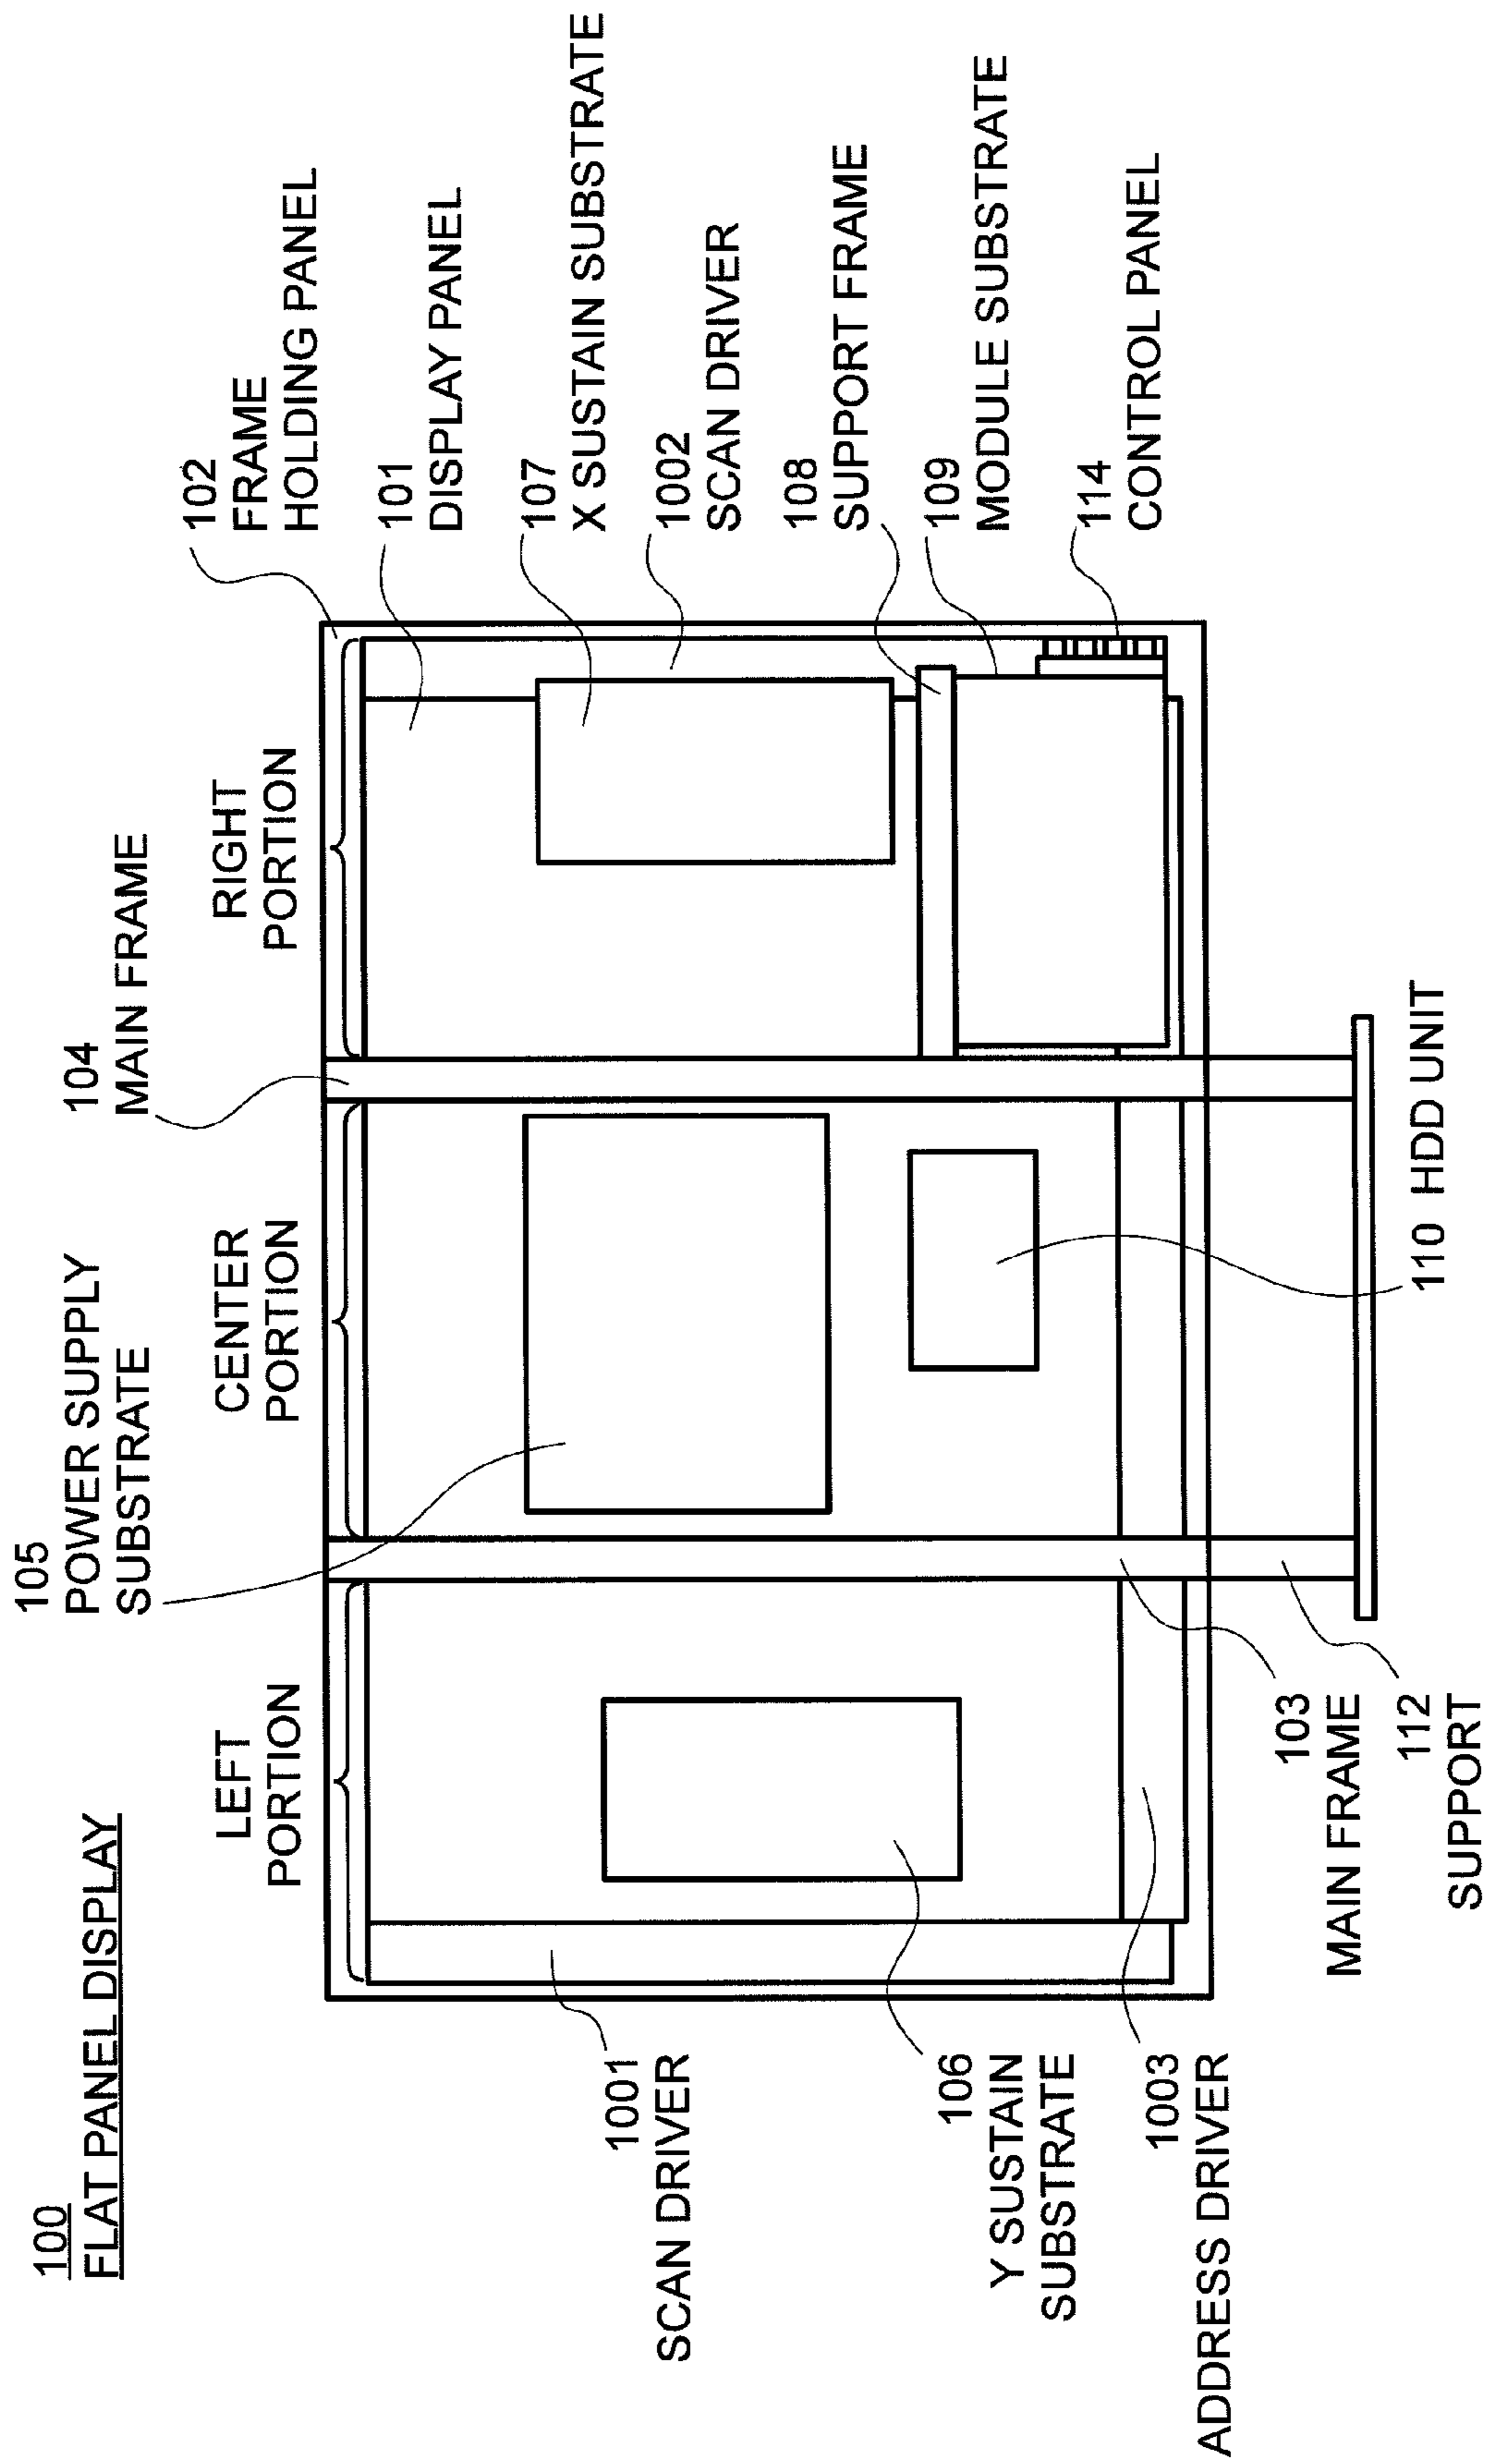 100
FLAT PANEL DISPLAY
105
POWER SUPPLY
SUBSTRATE
104
MAIN FRAME
LEFT
PORTION
CENTER
PORTION
RIGHT
PORTION
102
FRAME
HOLDING PANEL
101
DISPLAY PANEL
107
X SUSTAIN SUBSTRATE
1002
SCAN DRIVER
108
SUPPORT FRAME
109
MODULE SUBSTRATE
114
CONTROL PANEL
1001
SCAN DRIVER
106
Y SUSTAIN
SUBSTRATE
1003
ADDRESS DRIVER
103
MAIN FRAME
112
SUPPORT
110 HDD UNIT